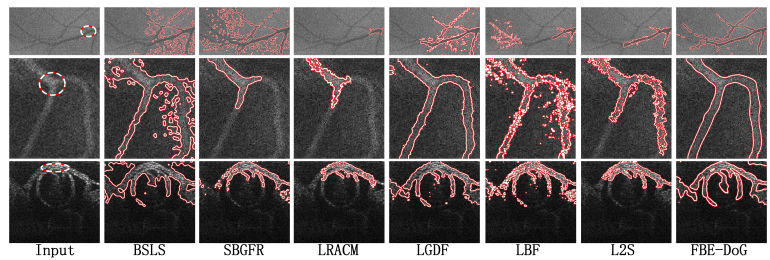 Input BSLS SBGFR LRACM LGDF LBF L2S FBE-DoG